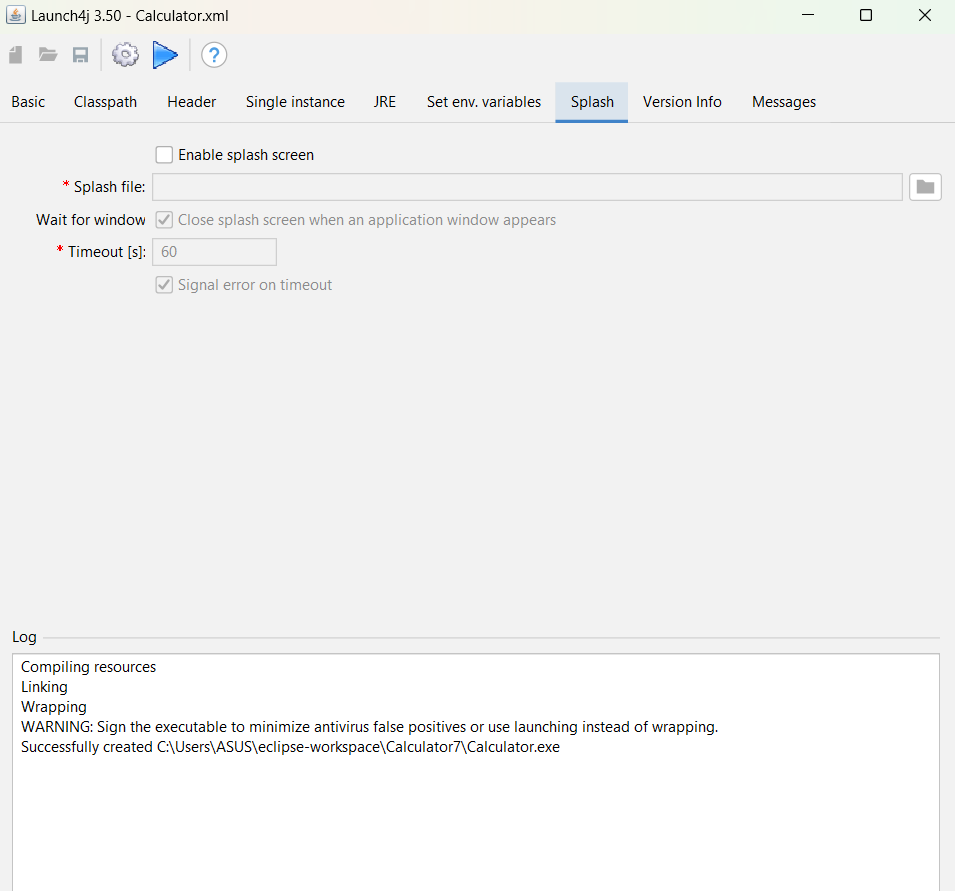 Launch4j 3.50 - Calculator.xml
?
Basic Classpath Header Single instance JRE Set env. variables Splash Version Info Messages
Enable splash screen
* Splash file:
Wait for window Close splash screen when an application window appears
* Timeout [s]: 60
Signal error on timeout
Log
Compiling resources
Linking
Wrapping
WARNING: Sign the executable to minimize antivirus false positives or use launching instead of wrapping.
Successfully created C:\Users\ASUS\eclipse-workspace\Calculator7\Calculator.exe